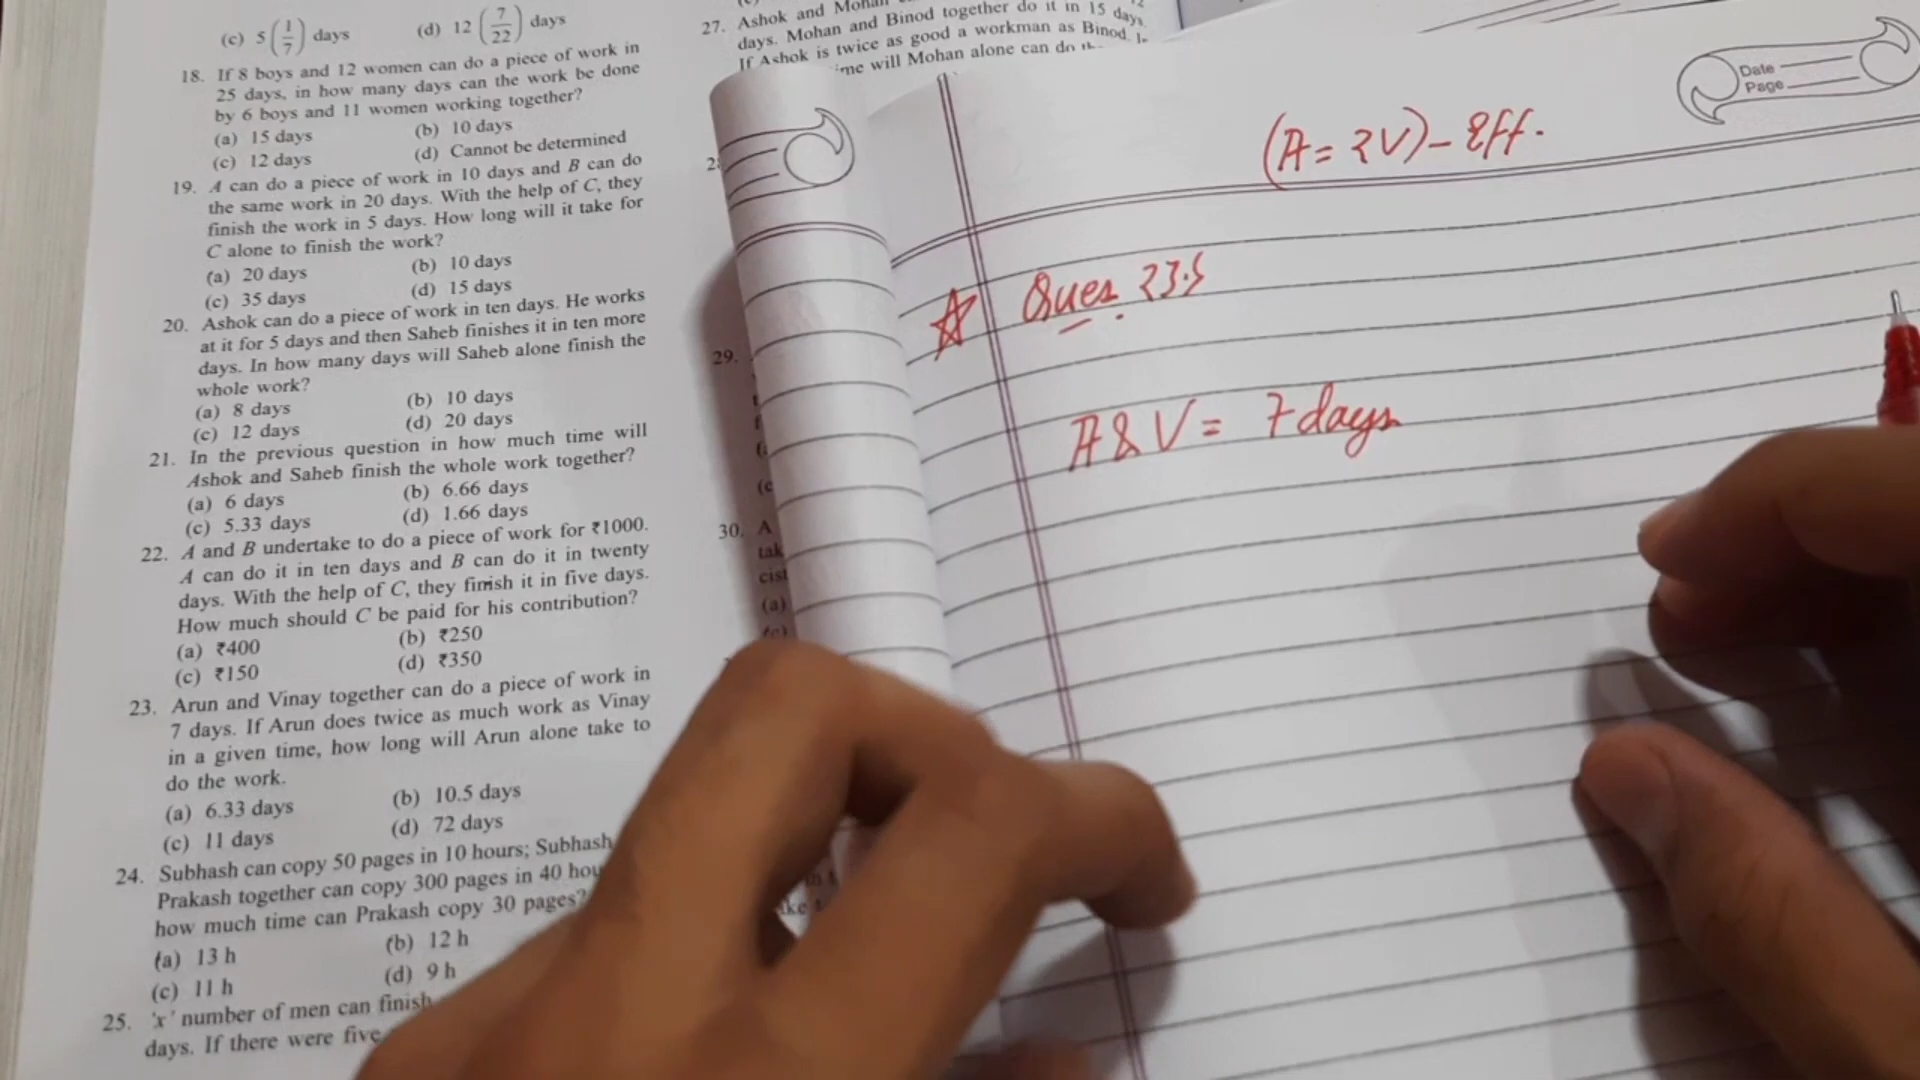 (c) 5 (1/7) days (d) 12 (7/22) days
18. If 8 boys and 12 women can do a piece of work in
25 days, in how many days can the work be done
by 6 boys and 11 women working together?
(a) 15 days (b) 10 days
(c) 12 days (d) Cannot be determined
19. A can do a piece of work in 10 days and B can do
the same work in 20 days. With the help of C, they
finish the work in 5 days. How long will it take for
C alone to finish the work?
(a) 20 days (b) 10 days
(c) 35 days (d) 15 days
20. Ashok can do a piece of work in ten days. He works
at it for 5 days and then Saheb finishes it in ten more
days. In how many days will Saheb alone finish the
whole work?
(a) 8 days (b) 10 days
(c) 12 days (d) 20 days
21. In the previous question in how much time will
Ashok and Saheb finish the whole work together?
(a) 6 days (b) 6.66 days
(c) 5.33 days (d) 1.66 days
22. A and B undertake to do a piece of work for ₹1000.
A can do it in ten days and B can do it in twenty
days. With the help of C, they finish it in five days.
How much should C be paid for his contribution?
(a) ₹400 (b) ₹250
(c) ₹150 (d) ₹350
23. Arun and Vinay together can do a piece of work in
7 days. If Arun does twice as much work as Vinay
in a given time, how long will Arun alone take to
do the work.
(a) 6.33 days (b) 10.5 days
(c) 11 days (d) 72 days
24. Subhash can copy 50 pages in 10 hours; Subhash
Prakash together can copy 300 pages in 40
how much time can Prakash copy 30 pages?
(a) 13 h (b) 12 h
(c) 11 h (d) 9 h
25. 'x' number of men can finish
days. If there were five
27. Ashok and Mohan
days. Mohan and Binod together do it in 15 days.
If Ashok is twice as good a workman as Binod.
will Mohan alone can do
29.
30. A
(a)
Date
Page
(A = 2V) - Eff.
Ques 23.
A & V = 7 days